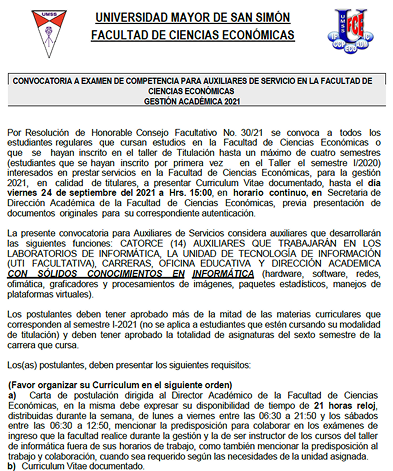 UNIVERSIDAD MAYOR DE SAN SIMÓN
FACULTAD DE CIENCIAS ECONÓMICAS
UMSS
UMSS
FCE
CONVOCATORIA A EXAMEN DE COMPETENCIA PARA AUXILIARES DE SERVICIO EN LA FACULTAD DE
CIENCIAS ECONÓMICAS
GESTIÓN ACADÉMICA 2021
Por Resolución de Honorable Consejo Facultativo No. 30/21 se convoca a todos los
estudiantes regulares que cursan estudios en la Facultad de Ciencias Económicas o
que se hayan inscrito en el taller de Titulación hasta un máximo de cuatro semestres
(estudiantes que se hayan inscrito por primera vez en el Taller el semestre I/2020)
interesados en prestar servicios en la Facultad de Ciencias Económicas, para la gestión
2021, en calidad de titulares, a presentar Curriculum Vitae documentado, hasta el día
viernes 24 de septiembre del 2021 a Hrs. 15:00, en horario continuo, en Secretaria de
Dirección Académica de la Facultad de Ciencias Económicas, previa presentación de
documentos originales para su correspondiente autenticación.
La presente convocatoria para Auxiliares de Servicios considera auxiliares que desarrollarán
las siguientes funciones: CATORCE (14) AUXILIARES QUE TRABAJARÁN EN LOS
LABORATORIOS DE INFORMÁTICA, LA UNIDAD DE TECNOLOGÍA DE INFORMACIÓN
(UTI FACULTATIVA), CARRERAS, OFICINA EDUCATIVA Y DIRECCIÓN ACADEMICA
CON SÓLIDOS CONOCIMIENTOS EN INFORMÁTICA (hardware, software, redes,
ofimática, graficadores y procesamientos de imágenes, paquetes estadísticos, manejos de
plataformas virtuales).
Los postulantes deben tener aprobado más de la mitad de las materias curriculares que
corresponden al semestre I-2021 (no se aplica a estudiantes que estén cursando su modalidad
de titulación) y deben tener aprobado la totalidad de asignaturas del sexto semestre de la
carrera que cursa.
Los(as) postulantes, deben presentar los siguientes requisitos:
(Favor organizar su Curriculum en el siguiente orden)
a) Carta de postulación dirigida al Director Académico de la Facultad de Ciencias
Económicas, en la misma debe expresar su disponibilidad de tiempo de 21 horas reloj,
distribuidas durante la semana, de lunes a viernes entre las 06:30 a 21:50 y los sábados
entre las 06:30 a 12:50, mencionar la predisposición para colaborar en los exámenes de
ingreso que la facultad realice durante la gestión y la de ser instructor de los cursos del taller
de informática fuera de sus horarios de trabajo, como también mencionar la predisposición al
trabajo y colaboración, cuando sea requerido según las necesidades de la unidad asignada.
b) Curriculum Vitae documentado.